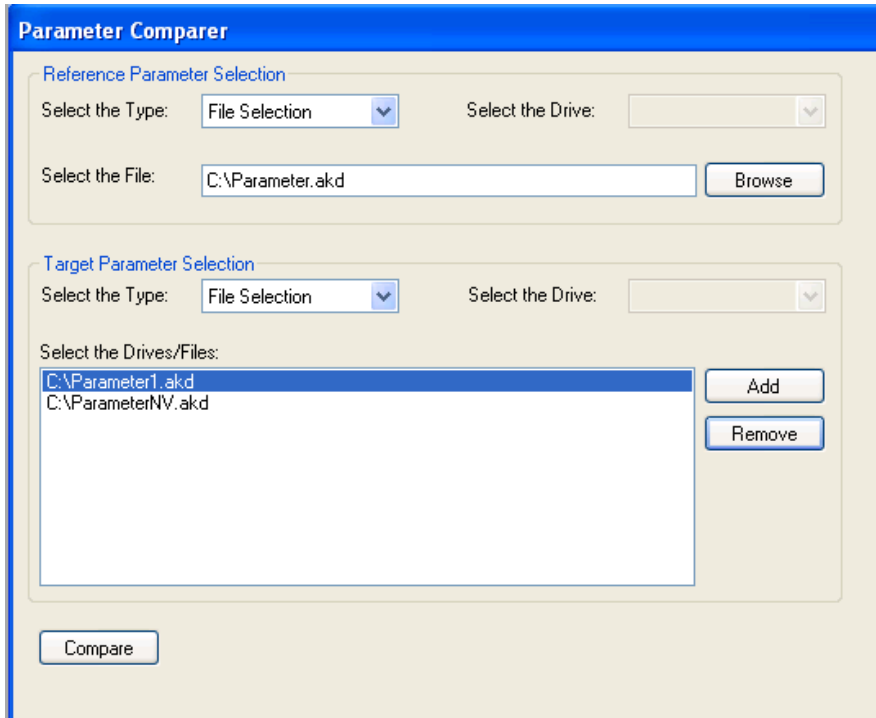 Parameter Comparer
Reference Parameter Selection
Select the Type: File Selection Select the Drive:
Select the File: C:\Parameter.akd Browse
Target Parameter Selection
Select the Type: File Selection Select the Drive:
Select the Drives/Files:
C:\Parameter1.akd Add
C:\ParameterNV.akd
Remove
Compare